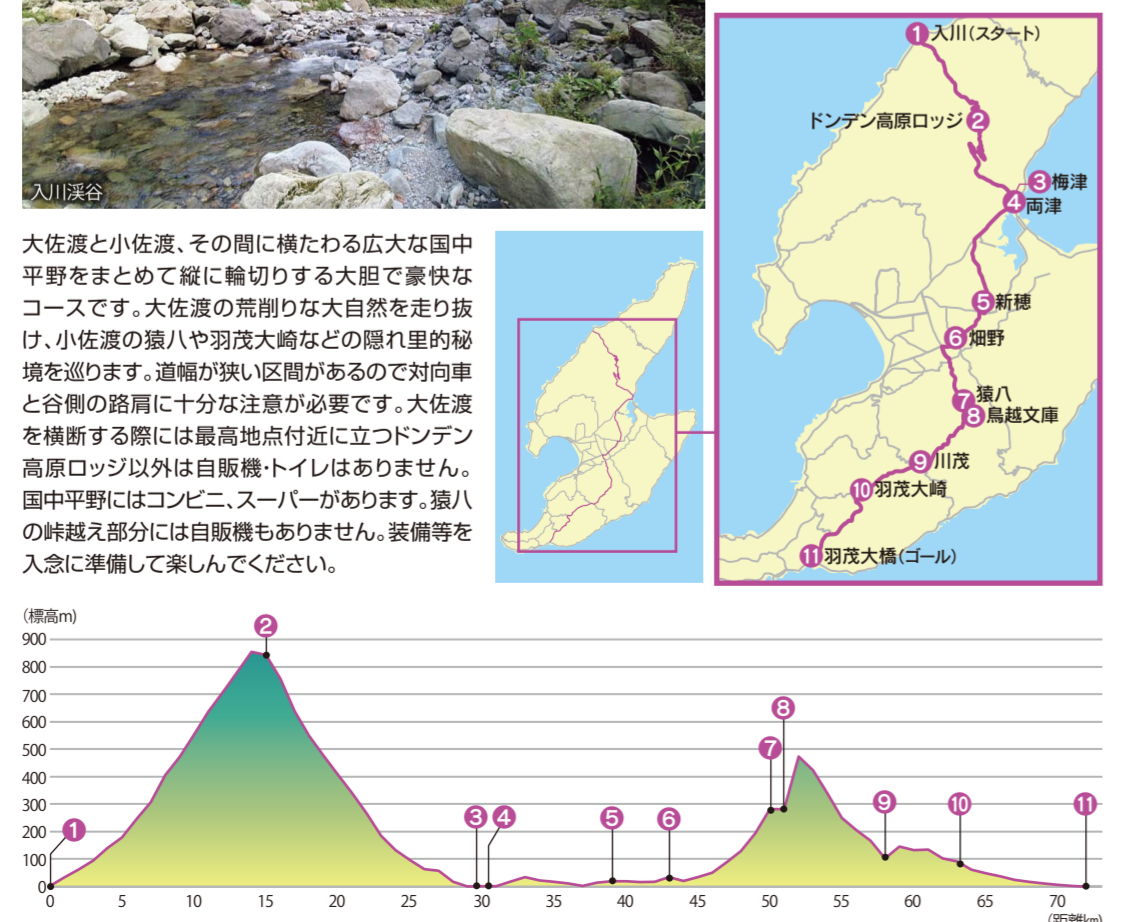 入川渓谷
大佐渡と小佐渡、その間に横たわる広大な国中
平野をまとめて縦に輪切りする大胆で豪快な
コースです。大佐渡の荒削りな大自然を走り抜
け、小佐渡の猿八や羽茂大崎などの隠れ里的秘
境を巡ります。道幅が狭い区間があるので対向車
と谷側の路肩に十分な注意が必要です。大佐渡
を横断する際には最高地点付近に立つドンデン
高原ロッジ以外は自販機・トイレはありません。
国中平野にはコンビニ、スーパーがあります。猿八
の峠越え部分には自販機もありません。装備等を
入念に準備して楽しんでください。
1 入川（スタート）
ドンデン高原ロッジ 2
3 梅津
4 両津
5 新穂
6 畑野
7 猿八
8 鳥越文庫
9 川茂
10 羽茂大崎
11 羽茂大橋（ゴール）
（標高m）
900
800
700
600
500
400
300
200
100
0
1 2 3 4 5 6 7 8 9 10 11
0 5 10 15 20 25 30 35 40 45 50 55 60 65 70
（距離km）